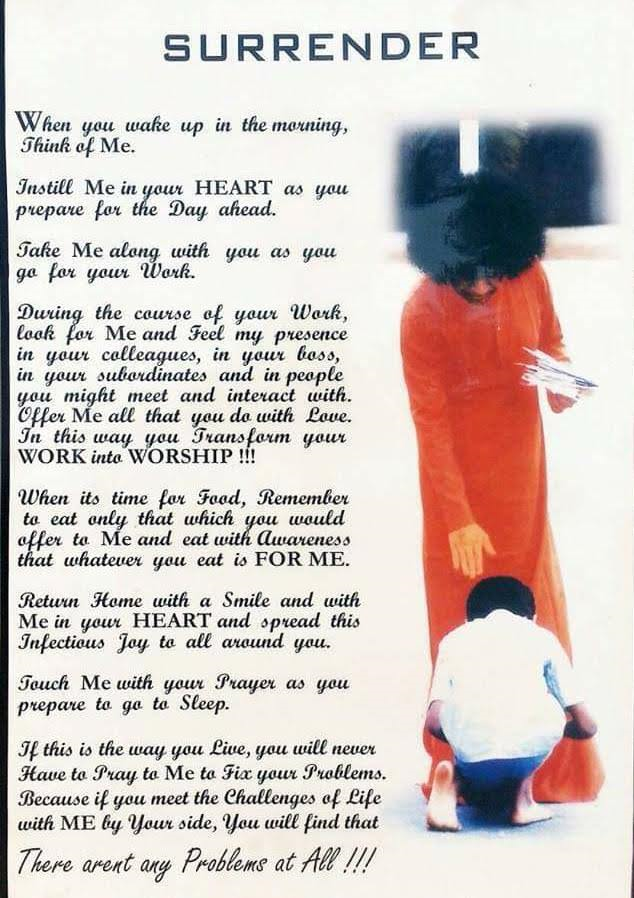 SURRENDER
When you wake up in the morning,
Think of Me.
Instill Me in your HEART as you
prepare for the Day ahead.
Take Me along with you as you
go for your Work.
During the course of your Work,
look for Me and Feel my presence
in your colleagues, in your boss,
in your subordinates and in people
you might meet and interact with.
Offer Me all that you do with Love.
In this way you Transform your
WORK into WORSHIP !!!
When its time for Food, Remember
to eat only that which you would
offer to Me and eat with Awareness
that whatever you eat is FOR ME.
Return Home with a Smile and with
Me in your HEART and spread this
Infectious Joy to all around you.
Touch Me with your Prayer as you
prepare to go to Sleep.
If this is the way you Live, you will never
Have to Pray to Me to Fix your Problems.
Because if you meet the Challenges of Life
with ME by Your side, You will find that
There arent any Problems at All !!!